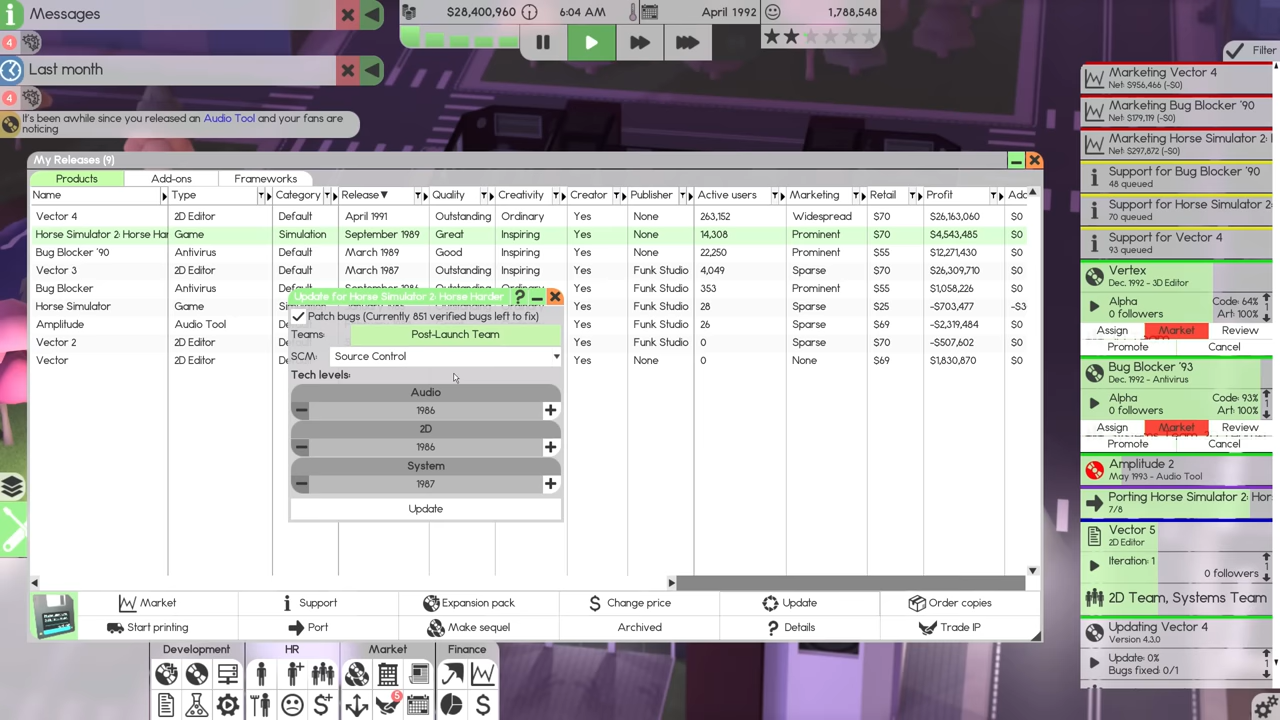 Messages
$28,400,960
6:04 AM
April 1992
1,788,548
4
Last month
4
It's been awhile since you released an Audio Tool and your fans are
noticing
Filter
My Releases (9)
Products
Add-ons
Frameworks
Name Type Category Release Quality Creativity Creator Publisher Active users Marketing Retail Profit
Vector 4 2D Editor Default April 1991 Outstanding Ordinary Yes None 263,152 Widespread $70 $26,163,060 $0
Horse Simulator 2: Horse Har Game Simulation September 1989 Great Inspiring Yes None 14,308 Prominent $70 $4,543,485 $0
Bug Blocker '90 Antivirus Default March 1989 Good Inspiring Yes None 22,250 Prominent $55 $12,271,430 $0
Vector 3 2D Editor Default March 1987 Outstanding Inspiring Yes Funk Studio 4,049 Sparse $70 $26,309,710 $0
Bug Blocker Antivirus Yes Funk Studio 353 Prominent $55 $1,058,226 $0
Horse Simulator Game Yes Funk Studio 28 Sparse $25 -$703,477 -$3
Amplitude Audio Tool Yes Funk Studio 26 Sparse $69 -$2,319,484 $0
Vector 2 2D Editor Yes Funk Studio 0 Sparse $70 -$507,602 $0
Vector 2D Editor Yes None 0 None $69 $1,830,870 $0
Update for Horse Simulator 2: Horse Harder ?
Patch bugs (Currently 851 verified bugs left to fix)
Teams: Post-Launch Team
SCM: Source Control
Tech levels:
Audio
1986
2D
1986
System
1987
Update
Market
Support
Expansion pack
Change price
Update
Order copies
Start printing
Port
Make sequel
Archived
Details
Trade IP
Development
HR
Market
Finance
5
Marketing Vector 4
Net: $956,466 (-$0)
Marketing Bug Blocker '90
Net: $179,119 (-$0)
Marketing Horse Simulator 2:
Net: $297,872 (-$0)
Support for Bug Blocker '90
48 queued
Support for Horse Simulator 2:
70 queued
Support for Vector 4
93 queued
Vertex
Dec, 1992 - 3D Editor
Alpha Code: 64%
0 followers Art: 100%
1
Assign Market Review
Promote Cancel
Bug Blocker '93
Dec, 1992 - Antivirus
Alpha Code: 93%
0 followers Art: 100%
1
Assign Market Review
Promote Cancel
Amplitude 2
May 1993 - Audio Tool
Porting Horse Simulator 2: Hor
7/8
Vector 5
2D Editor
Iteration: 1
0 followers
1
2D Team, Systems Team
Updating Vector 4
Version 4.3.0
Update: 0%
Bugs fixed: 0/1
1